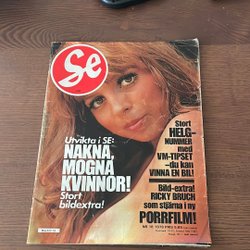 Se
Utvikta i SE:
NAKNA,
MOGNA
KVINNOR!
Stort
bildextra!
Stort
HELG-
NUMMER
med
VM-TIPSET
-du kan
VINNA EN BIL!
Bild-extra!
RICKY BRUCH
som stjärna i ny
PORRFILM!